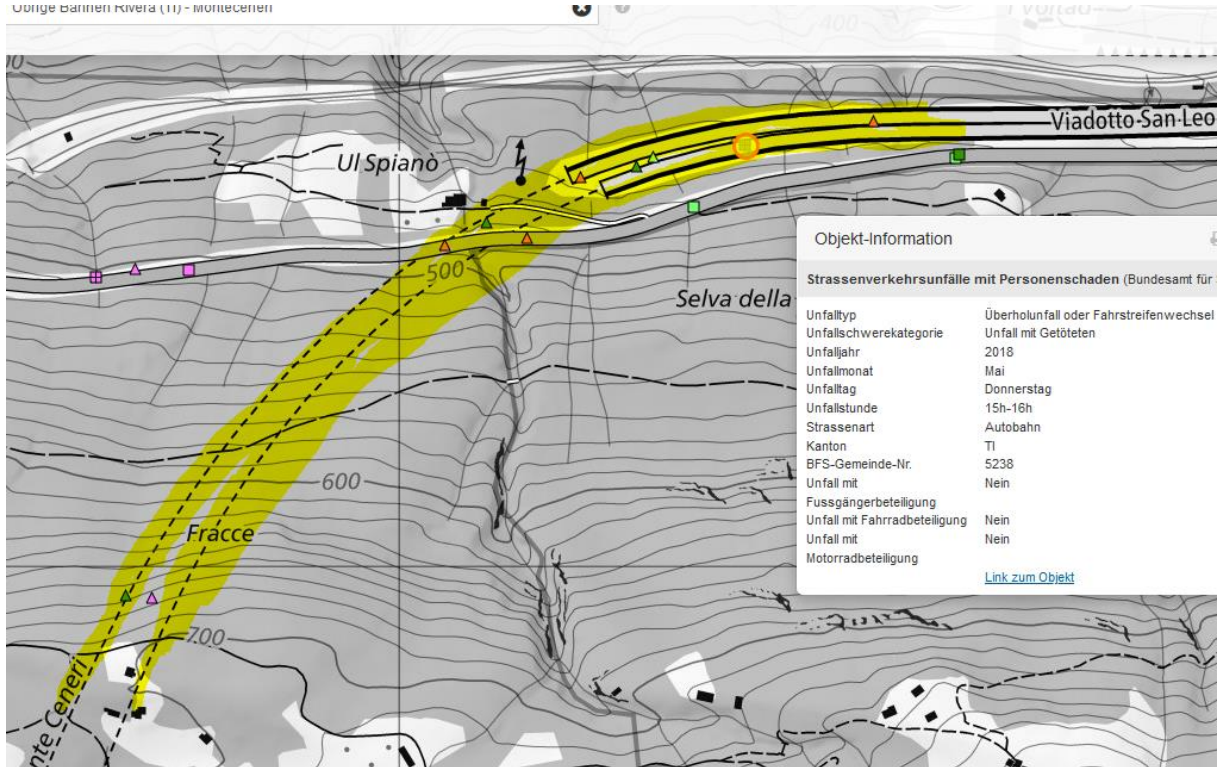 Übrige Bahnen Rivera (TI) - Monteceneri
400
Viadotto San Leo
Ul Spianò
500
Selva della
Fracce
600
700
nte Ceneri
Objekt-Information
Strassenverkehrsunfälle mit Personenschaden (Bundesamt für
Unfalltyp Überholunfall oder Fahrstreifenwechsel
Unfallschwerekategorie Unfall mit Getöteten
Unfalljahr 2018
Unfallmonat Mai
Unfalltag Donnerstag
Unfallstunde 15h-16h
Strassenart Autobahn
Kanton TI
BFS-Gemeinde-Nr. 5238
Unfall mit Nein
Fussgängerbeteiligung
Unfall mit Fahrradbeteiligung Nein
Unfall mit Nein
Motorradbeteiligung
Link zum Objekt